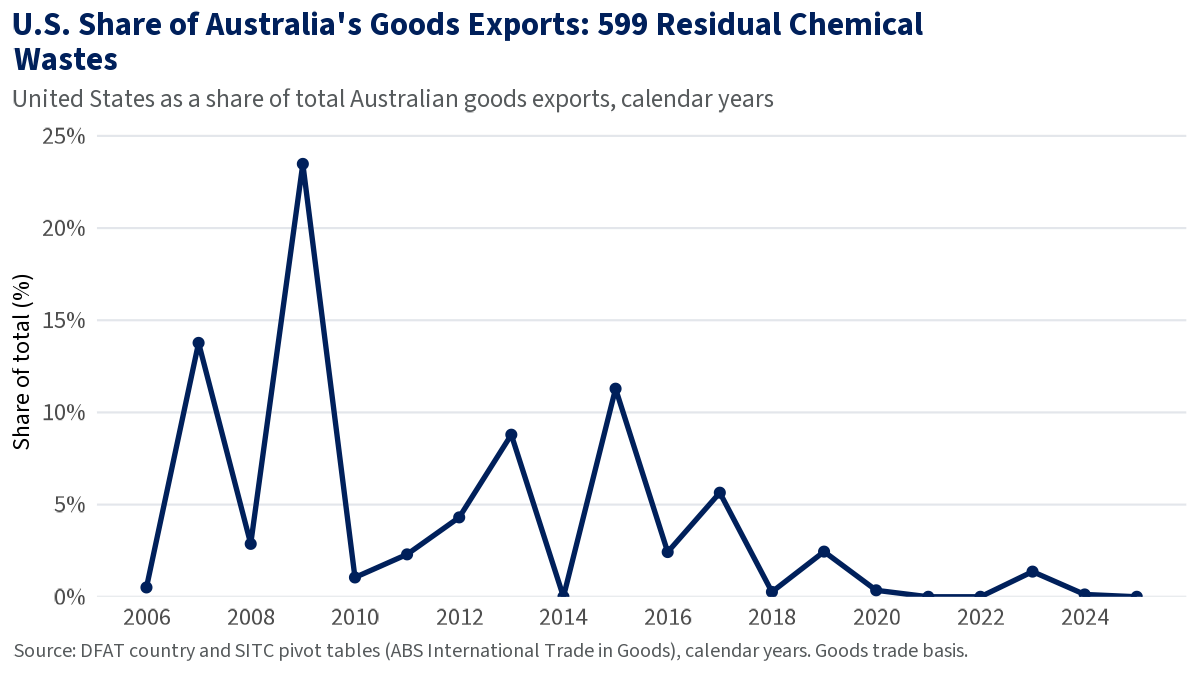 U.S. Share of Australia's Goods Exports: 599 Residual Chemical
Wastes
United States as a share of total Australian goods exports, calendar years
25%
20%
15%
10%
5%
0%
Share of total (%)
2006 2008 2010 2012 2014 2016 2018 2020 2022 2024
Source: DFAT country and SITC pivot tables (ABS International Trade in Goods), calendar years. Goods trade basis.